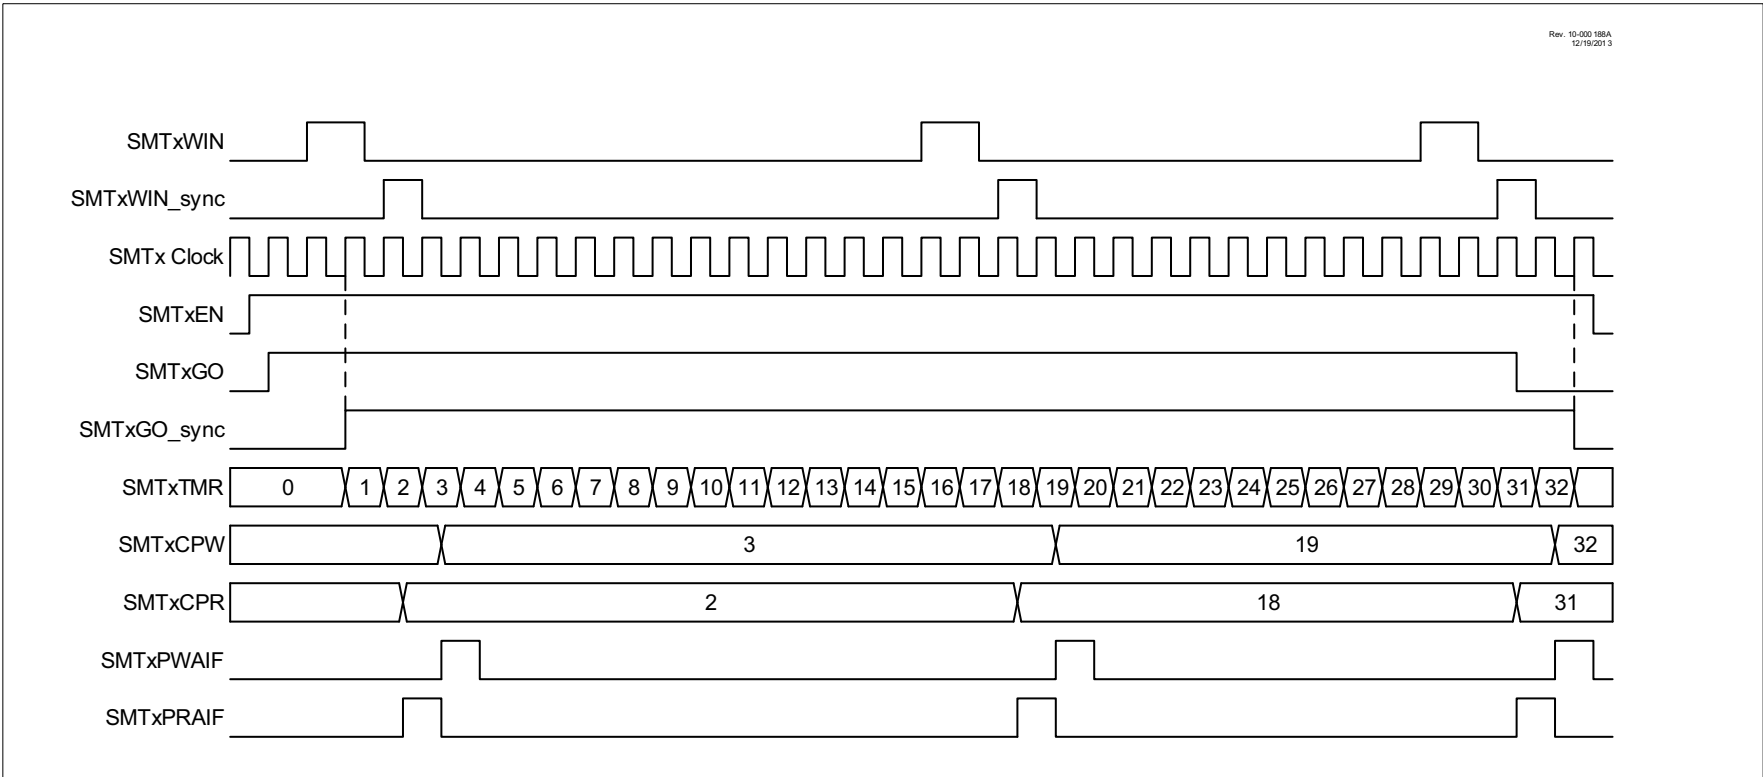 Rev. 10-000 188A
12/19/201 3
SMTxWIN
SMTxWIN_sync
SMTx Clock
SMTxEN
SMTxGO
SMTxGO_sync
SMTxTMR 0 1 2 3 4 5 6 7 8 9 10 11 12 13 14 15 16 17 18 19 20 21 22 23 24 25 26 27 28 29 30 31 32
SMTxCPW 3 19 32
SMTxCPR 2 18 31
SMTxPWAIF
SMTxPRAIF